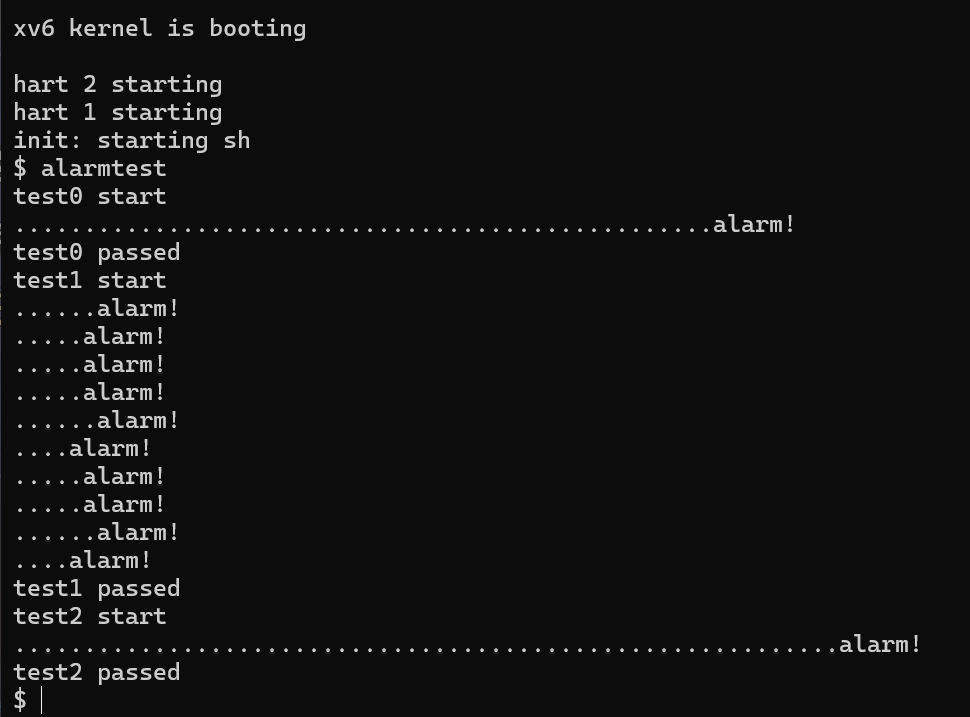 xv6 kernel is booting
hart 2 starting
hart 1 starting
init: starting sh
$ alarmtest
test0 start
..................................................alarm!
test0 passed
test1 start
......alarm!
.....alarm!
.....alarm!
.....alarm!
......alarm!
....alarm!
.....alarm!
.....alarm!
......alarm!
....alarm!
test1 passed
test2 start
...........................................................alarm!
test2 passed
$